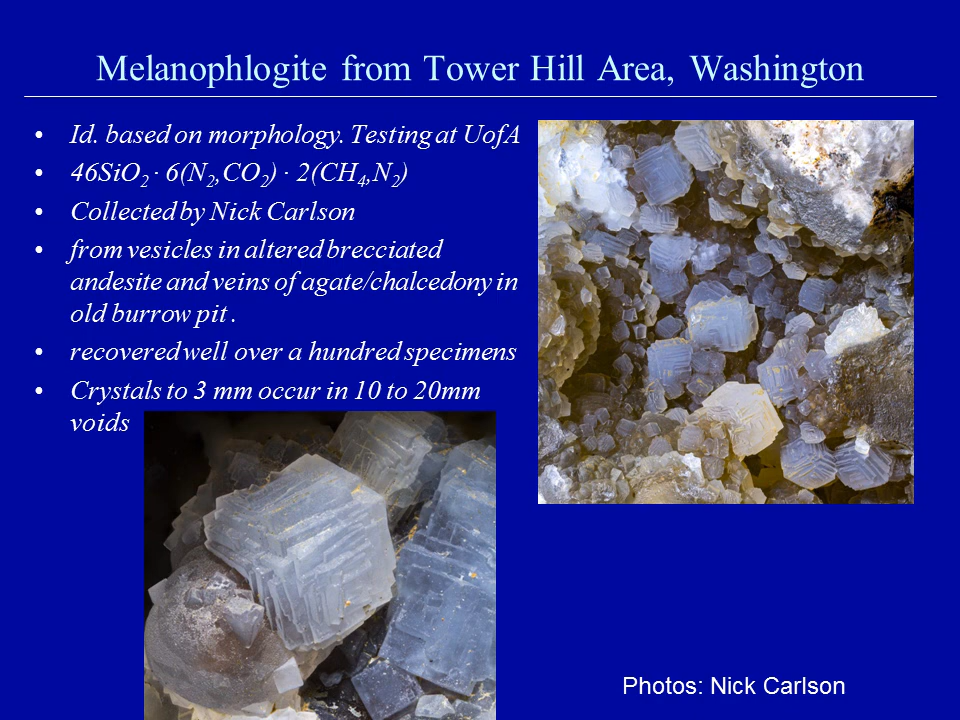 Melanophlogite from Tower Hill Area, Washington
• Id. based on morphology. Testing at UofA
• 46SiO₂ · 6(N₂,CO₂) · 2(CH₄,N₂)
• Collected by Nick Carlson
• from vesicles in altered brecciated
andesite and veins of agate/chalcedony in
old burrow pit .
• recovered well over a hundred specimens
• Crystals to 3 mm occur in 10 to 20mm
voids
Photos: Nick Carlson